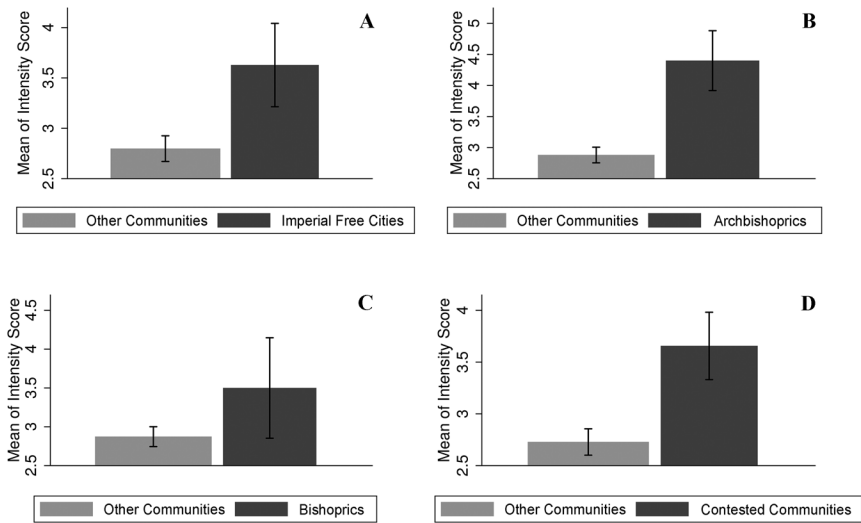 A
Mean of Intensity Score
4
3.5
3
2.5
Other Communities Imperial Free Cities
B
Mean of Intensity Score
5
4.5
4
3.5
3
2.5
Other Communities Archbishoprics
C
Mean of Intensity Score
4.5
4
3.5
3
2.5
Other Communities Bishoprics
D
Mean of Intensity Score
4
3.5
3
2.5
Other Communities Contested Communities